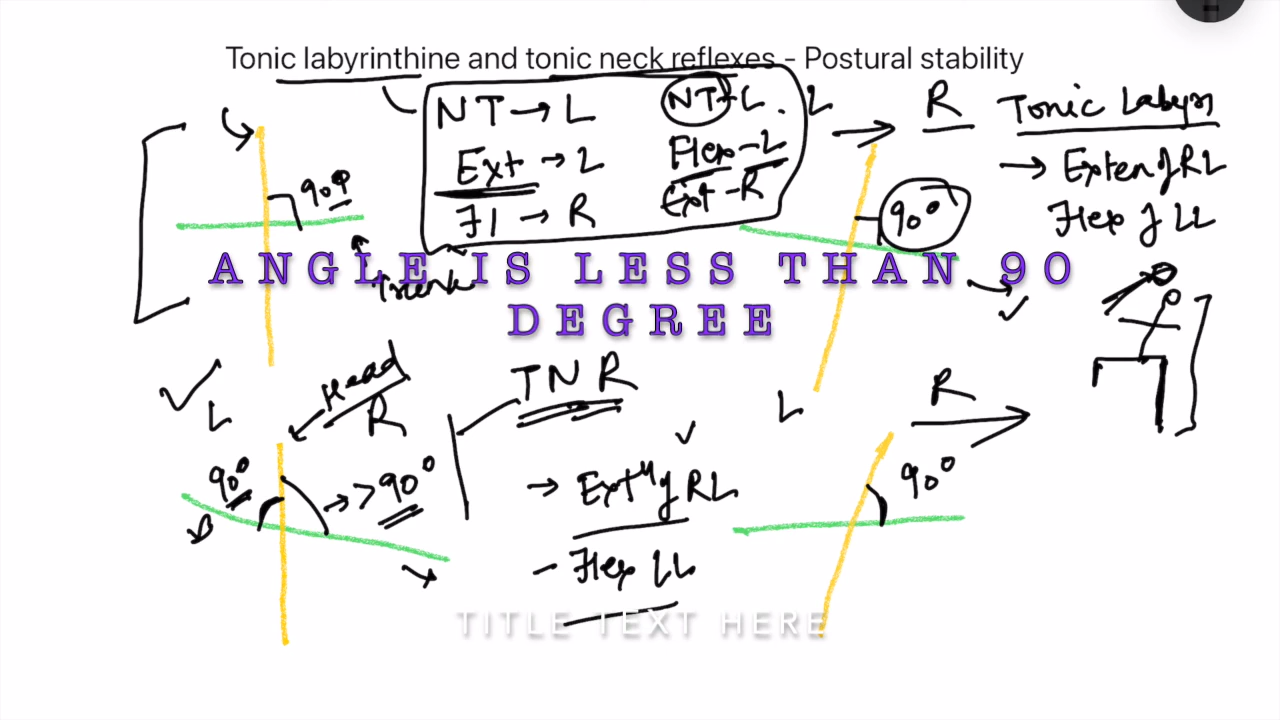 Tonic labyrinthine and tonic neck reflexes - Postural stability
NT → L
Ext → L
Fl → R
NT - L
Flex - L
Ext - R
L → R
Tonic Labyn
→ Exten of RL
Flex of LL
90°
90°
Trunk
ANGLE IS LESS THAN 90
DEGREE
Head
L
R
90°
→ > 90°
TNR
→ Extⁿ of RL
- Flex LL
L
R
90°
TITLE TEXT HERE